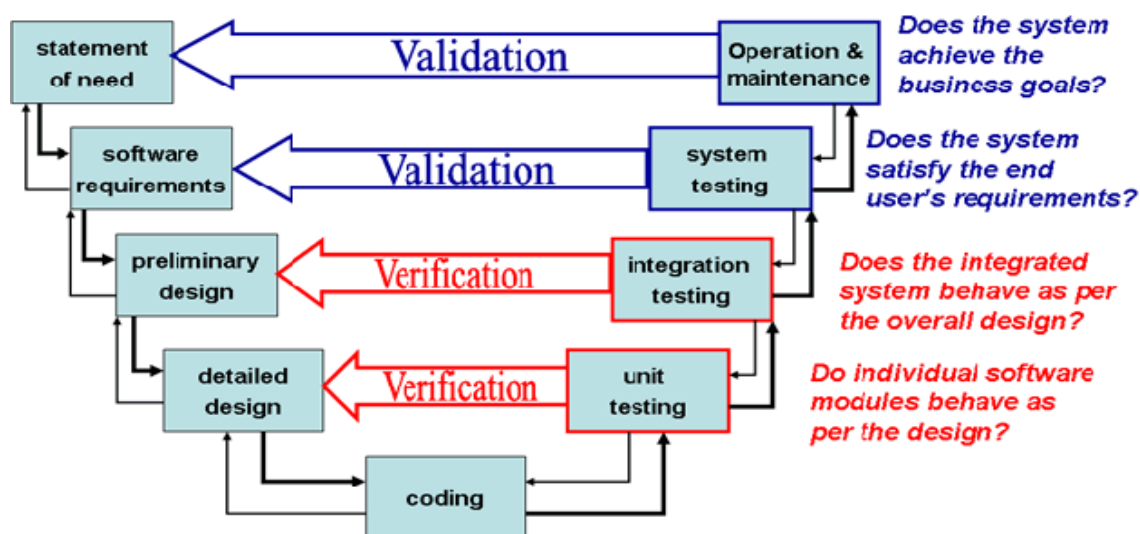 statement
of need
Validation
Operation &
maintenance
Does the system
achieve the
business goals?
software
requirements
Validation
system
testing
Does the system
satisfy the end
user's requirements?
preliminary
design
Verification
integration
testing
Does the integrated
system behave as per
the overall design?
detailed
design
Verification
unit
testing
Do individual software
modules behave as
per the design?
coding